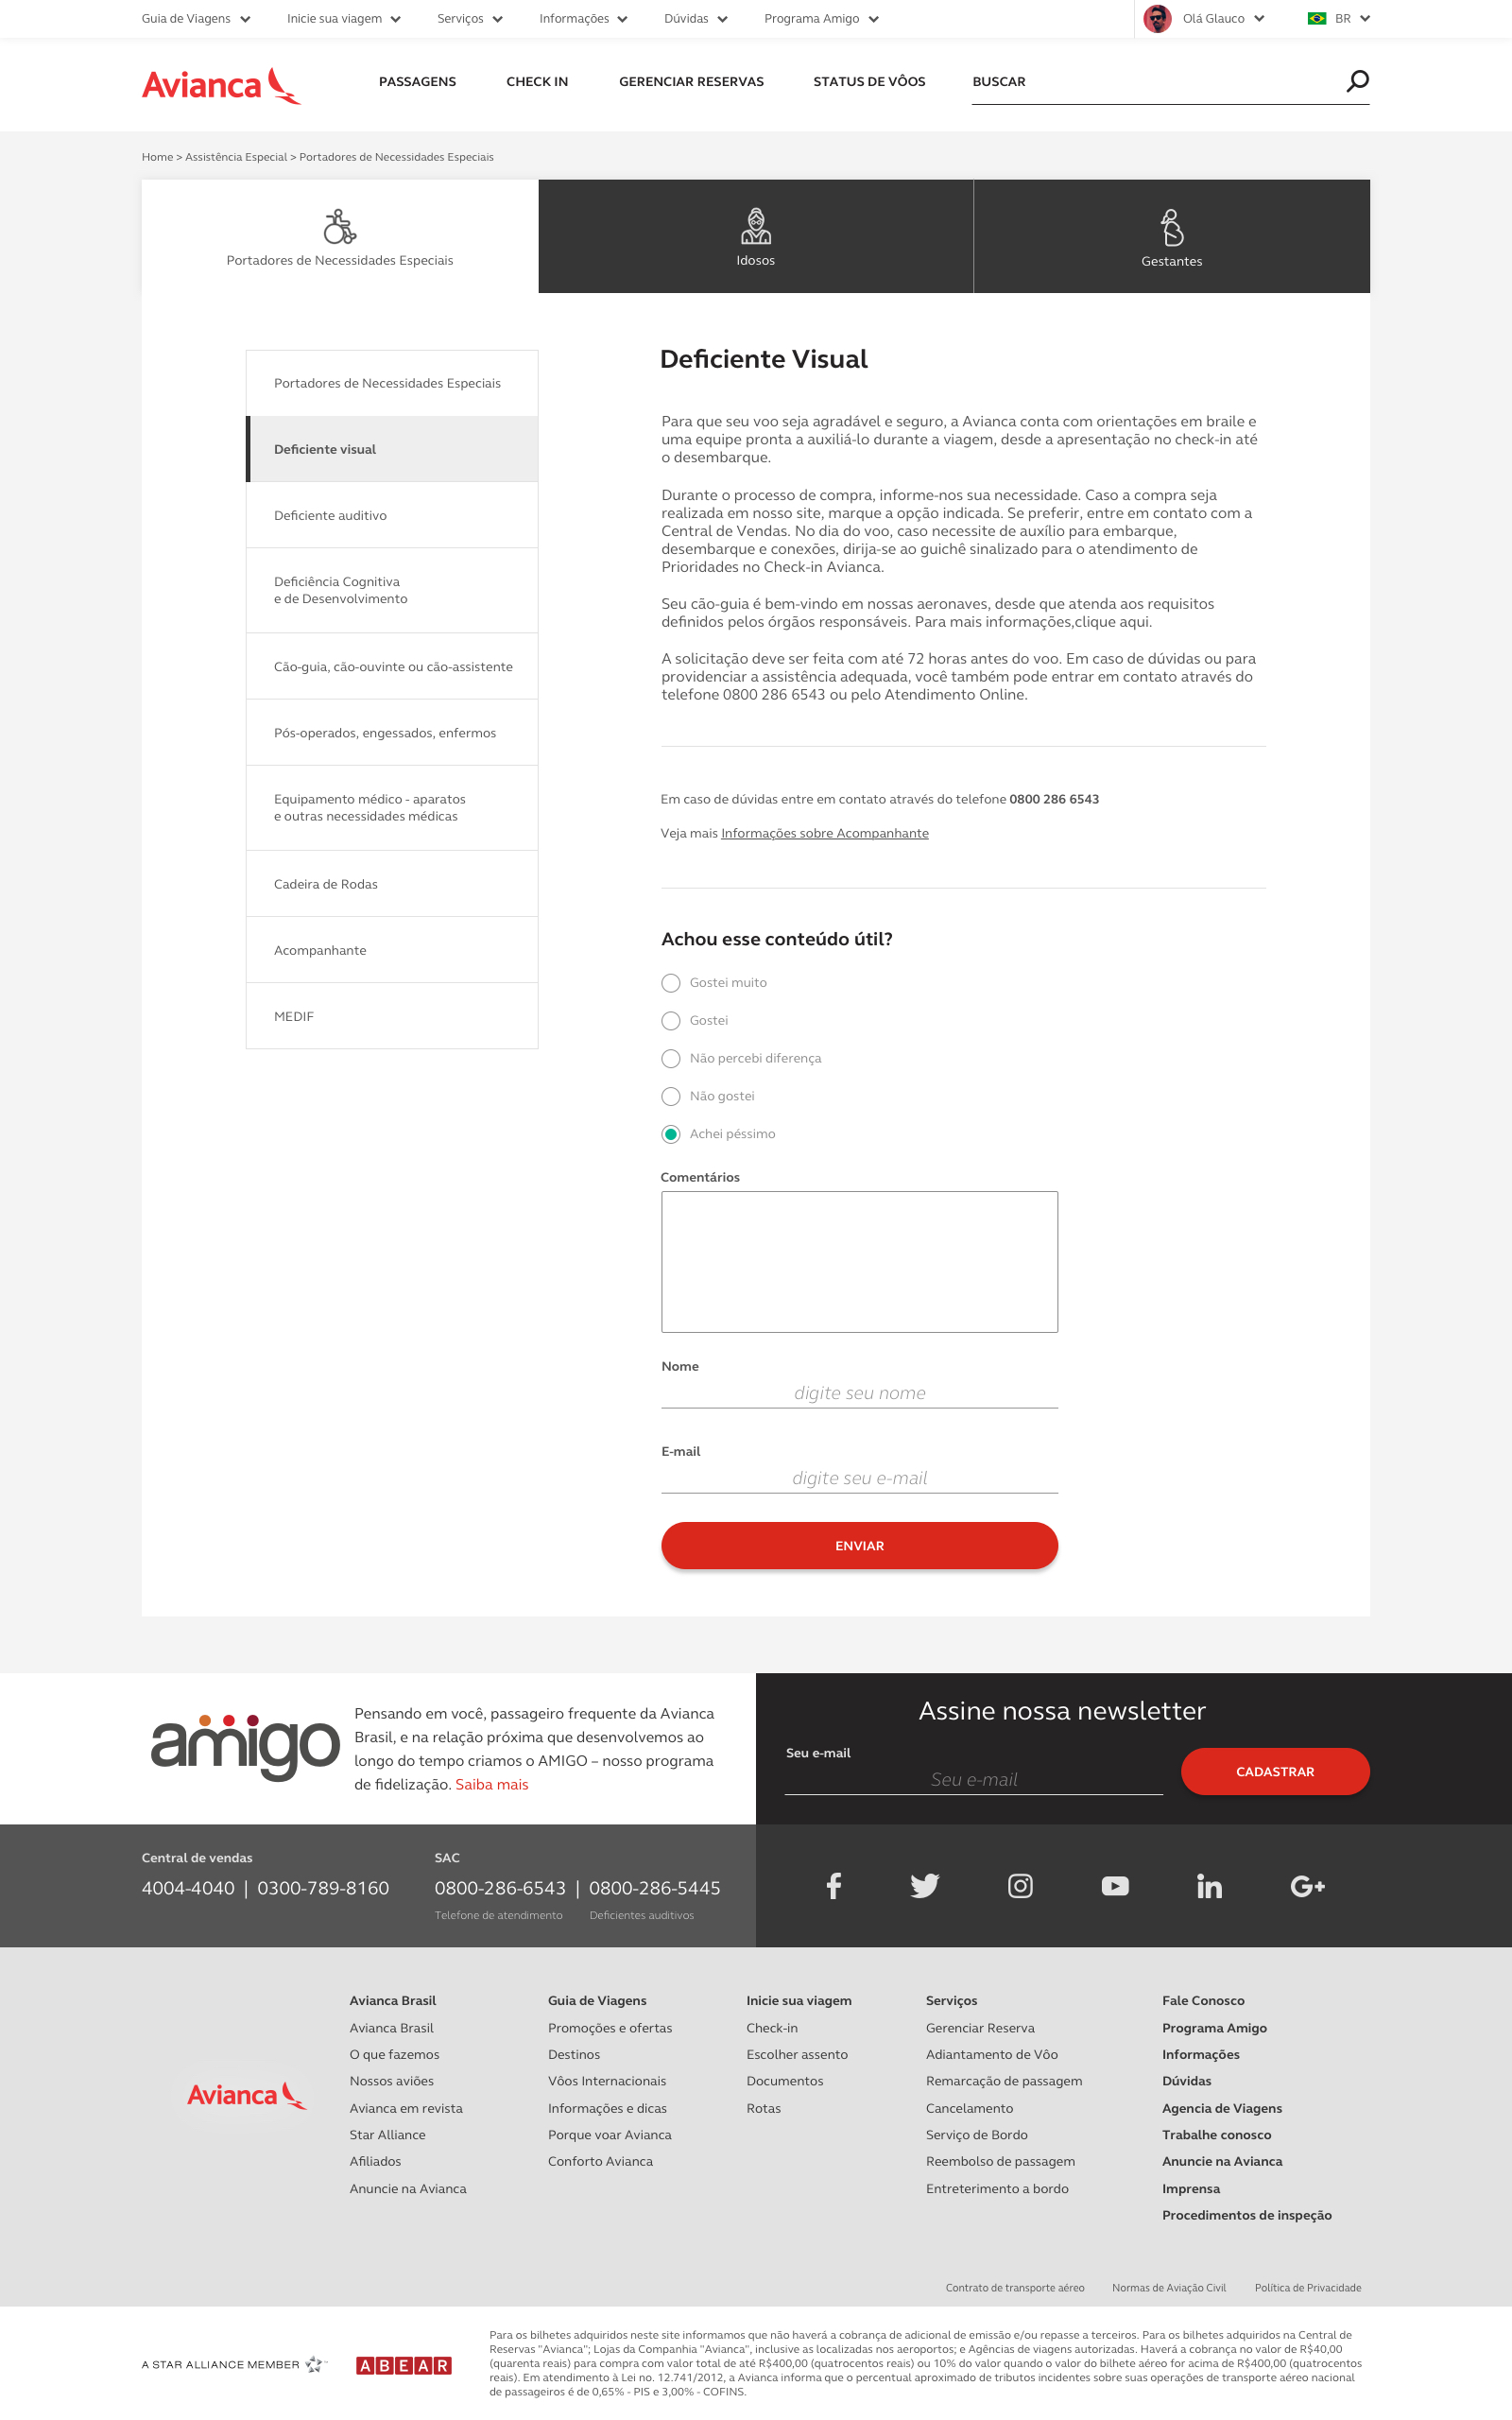 Guia de Viagens
Inicie sua viagem
Serviços
Informações
Dúvidas
Programa Amigo
Olá Glauco
BR
Avianca
PASSAGENS
CHECK IN
GERENCIAR RESERVAS
STATUS DE VÔOS
BUSCAR
Home > Assistência Especial > Portadores de Necessidades Especiais
Portadores de Necessidades Especiais
Idosos
Gestantes
Portadores de Necessidades Especiais
Deficiente visual
Deficiente auditivo
Deficiência Cognitiva
e de Desenvolvimento
Cão-guia, cão-ouvinte ou cão-assistente
Pós-operados, engessados, enfermos
Equipamento médico - aparatos
e outras necessidades médicas
Cadeira de Rodas
Acompanhante
MEDIF
Deficiente Visual
Para que seu voo seja agradável e seguro, a Avianca conta com orientações em braile e
uma equipe pronta a auxiliá-lo durante a viagem, desde a apresentação no check-in até
o desembarque.
Durante o processo de compra, informe-nos sua necessidade. Caso a compra seja
realizada em nosso site, marque a opção indicada. Se preferir, entre em contato com a
Central de Vendas. No dia do voo, caso necessite de auxílio para embarque,
desembarque e conexões, dirija-se ao guichê sinalizado para o atendimento de
Prioridades no Check-in Avianca.
Seu cão-guia é bem-vindo em nossas aeronaves, desde que atenda aos requisitos
definidos pelos órgãos responsáveis. Para mais informações,clique aqui.
A solicitação deve ser feita com até 72 horas antes do voo. Em caso de dúvidas ou para
providenciar a assistência adequada, você também pode entrar em contato através do
telefone 0800 286 6543 ou pelo Atendimento Online.
Em caso de dúvidas entre em contato através do telefone 0800 286 6543
Veja mais Informações sobre Acompanhante
Achou esse conteúdo útil?
Gostei muito
Gostei
Não percebi diferença
Não gostei
Achei péssimo
Comentários
Nome
digite seu nome
E-mail
digite seu e-mail
ENVIAR
amigo
Pensando em você, passageiro frequente da Avianca
Brasil, e na relação próxima que desenvolvemos ao
longo do tempo criamos o AMIGO – nosso programa
de fidelização. Saiba mais
Assine nossa newsletter
Seu e-mail
Seu e-mail
CADASTRAR
Central de vendas
4004-4040 | 0300-789-8160
SAC
0800-286-6543 | 0800-286-5445
Telefone de atendimento
Deficientes auditivos
Avianca
Avianca Brasil
Avianca Brasil
O que fazemos
Nossos aviões
Avianca em revista
Star Alliance
Afiliados
Anuncie na Avianca
Guia de Viagens
Promoções e ofertas
Destinos
Vôos Internacionais
Informações e dicas
Porque voar Avianca
Conforto Avianca
Inicie sua viagem
Check-in
Escolher assento
Documentos
Rotas
Serviços
Gerenciar Reserva
Adiantamento de Vôo
Remarcação de passagem
Cancelamento
Serviço de Bordo
Reembolso de passagem
Entreterimento a bordo
Fale Conosco
Programa Amigo
Informações
Dúvidas
Agencia de Viagens
Trabalhe conosco
Anuncie na Avianca
Imprensa
Procedimentos de inspeção
Contrato de transporte aéreo
Normas de Aviação Civil
Política de Privacidade
A STAR ALLIANCE MEMBER
ABEAR
Para os bilhetes adquiridos neste site informamos que não haverá a cobrança de adicional de emissão e/ou repasse a terceiros. Para os bilhetes adquiridos na Central de
Reservas "Avianca"; Lojas da Companhia "Avianca", inclusive as localizadas nos aeroportos; e Agências de viagens autorizadas. Haverá a cobrança no valor de R$40,00
(quarenta reais) para compra com valor total de até R$400,00 (quatrocentos reais) ou 10% do valor quando o valor do bilhete aéreo for acima de R$400,00 (quatrocentos
reais). Em atendimento à Lei no. 12.741/2012, a Avianca informa que o percentual aproximado de tributos incidentes sobre suas operações de transporte aéreo nacional
de passageiros é de 0,65% - PIS e 3,00% - COFINS.